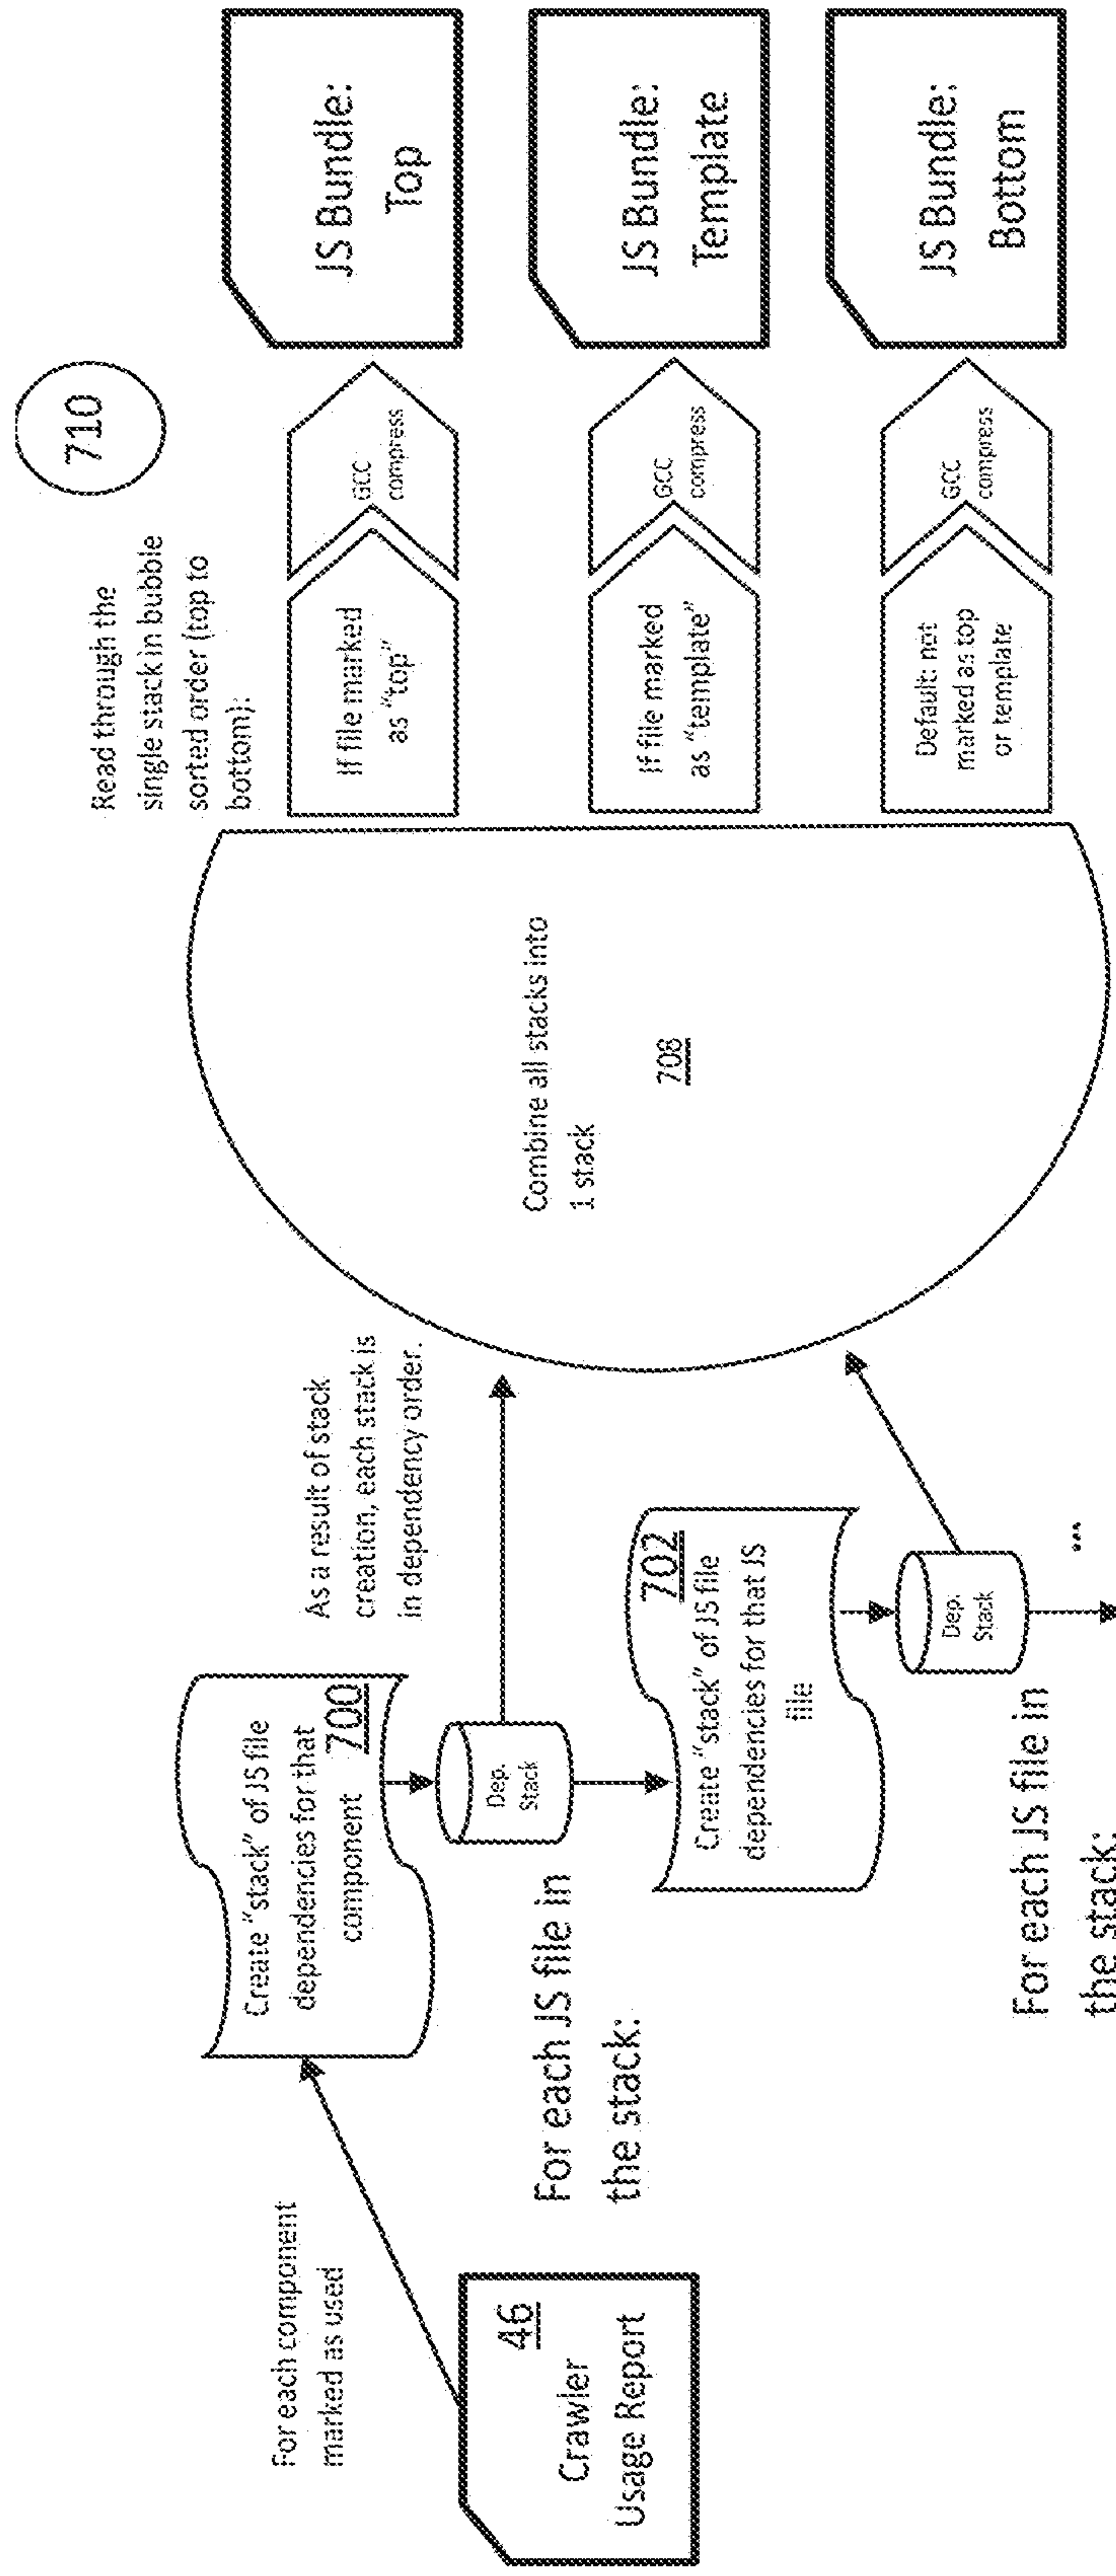 For each component
marked as used
46
Crawler
Usage Report
Create "stack" of JS file
dependencies for that
component
700
Dep.
Stack
For each JS file in
the stack:
As a result of stack
creation, each stack is
in dependency order.
702
Create "stack" of JS file
dependencies for that JS
file
Dep.
Stack
...
For each JS file in
the stack:
Combine all stacks into
1 stack
708
Read through the
single stack in bubble
sorted order (top to
bottom):
710
If file marked
as "top"
GCC
compress
JS Bundle:
Top
If file marked
as "template"
GCC
compress
JS Bundle:
Template
Default: not
marked as top
or template
GCC
compress
JS Bundle:
Bottom